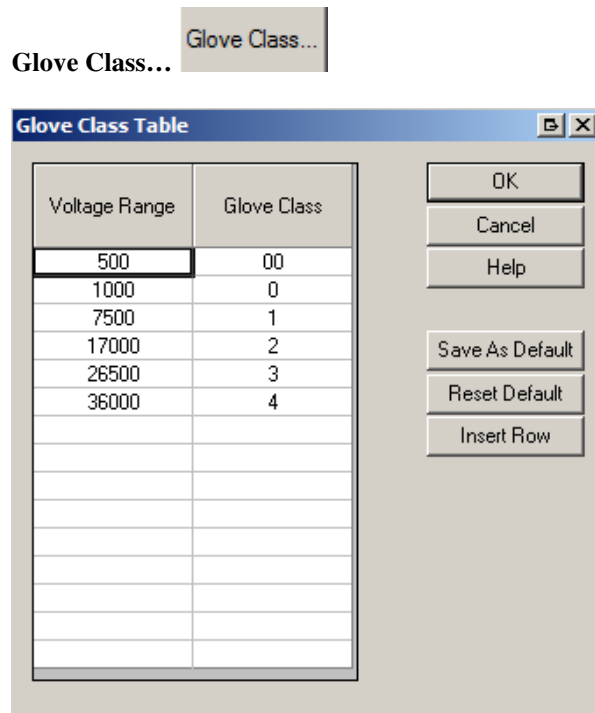 Glove Class… Glove Class...
Glove Class Table
Voltage Range Glove Class
500 00
1000 0
7500 1
17000 2
26500 3
36000 4
OK
Cancel
Help
Save As Default
Reset Default
Insert Row